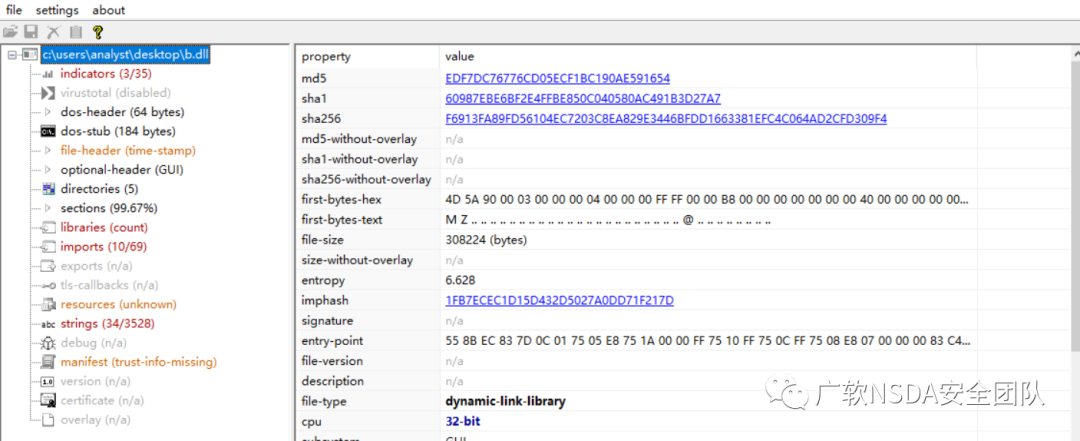 file settings about
c:\users\analyst\desktop\b.dll
indicators (3/35)
virustotal (disabled)
dos-header (64 bytes)
dos-stub (184 bytes)
file-header (time-stamp)
optional-header (GUI)
directories (5)
sections (99.67%)
libraries (count)
imports (10/69)
exports (n/a)
tls-callbacks (n/a)
resources (unknown)
abc strings (34/3528)
debug (n/a)
manifest (trust-info-missing)
1.0 version (n/a)
certificate (n/a)
overlay (n/a)
property value
md5 EDF7DC76776CD05ECF1BC190AE591654
sha1 60987EBE6BF2E4FFBE850C040580AC491B3D27A7
sha256 F6913FA89FD56104EC7203C8EA829E3446BFDD1663381EFC4C064AD2CFD309F4
md5-without-overlay n/a
sha1-without-overlay n/a
sha256-without-overlay n/a
first-bytes-hex 4D 5A 90 00 03 00 00 00 04 00 00 00 FF FF 00 00 B8 00 00 00 00 00 00 00 40 00 00 00 00 00...
first-bytes-text M Z .. .. .. .. .. .. .. .. .. .. .. .. .. .. .. .. .. .. .. .. .. .. @ .. .. .. .. .. .. ..
file-size 308224 (bytes)
size-without-overlay n/a
entropy 6.628
imphash 1FB7ECEC1D15D432D5027A0DD71F217D
signature n/a
entry-point 55 8B EC 83 7D 0C 01 75 05 E8 75 1A 00 00 FF 75 10 FF 75 0C FF 75 08 E8 07 00 00 00 83 C4...
file-version n/a
description n/a
file-type dynamic-link-library
cpu 32-bit
广软NSDA安全团队